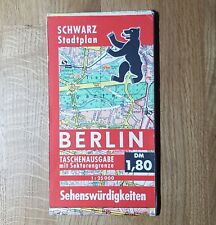 SCHWARZ
Stadtplan
BERLIN
TASCHENAUSGABE
mit Sektorengrenze
1:25000
DM
1,80
Sehenswürdigkeiten